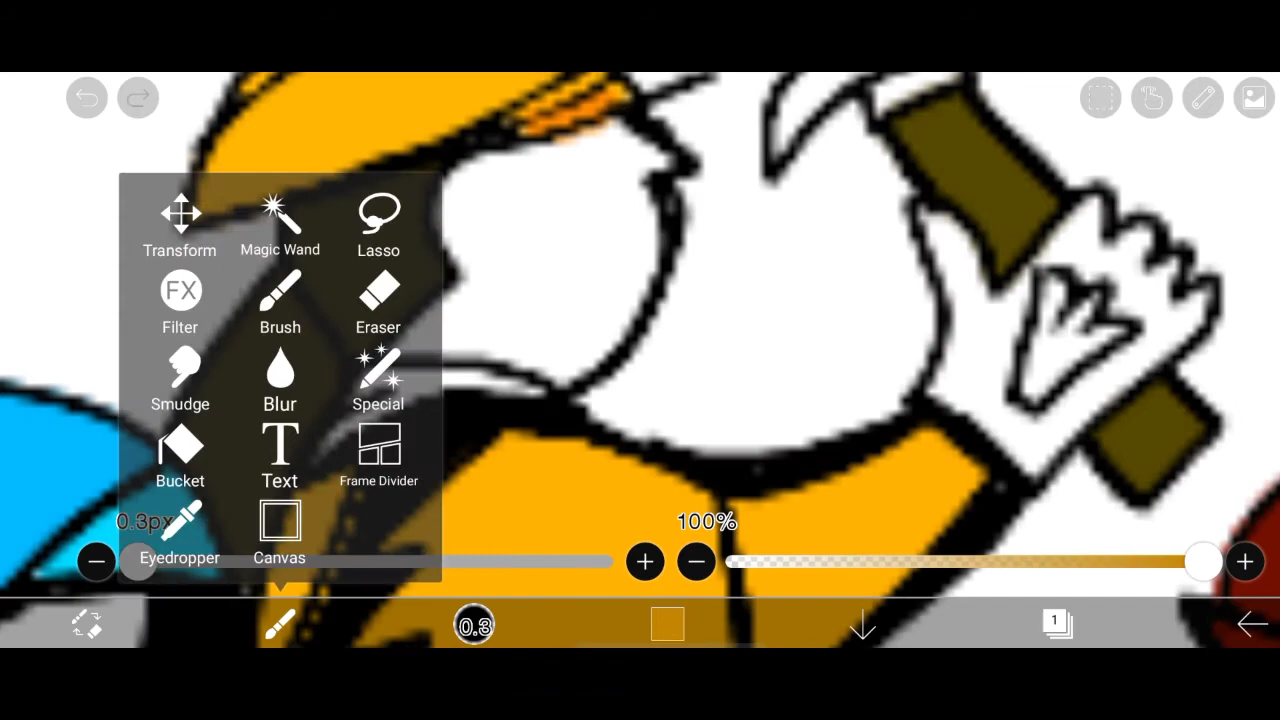 Transform Magic Wand Lasso
FX
Filter Brush Eraser
Smudge Blur Special
T
Bucket Text Frame Divider
0.3px 100%
Eyedropper Canvas
0.3 1